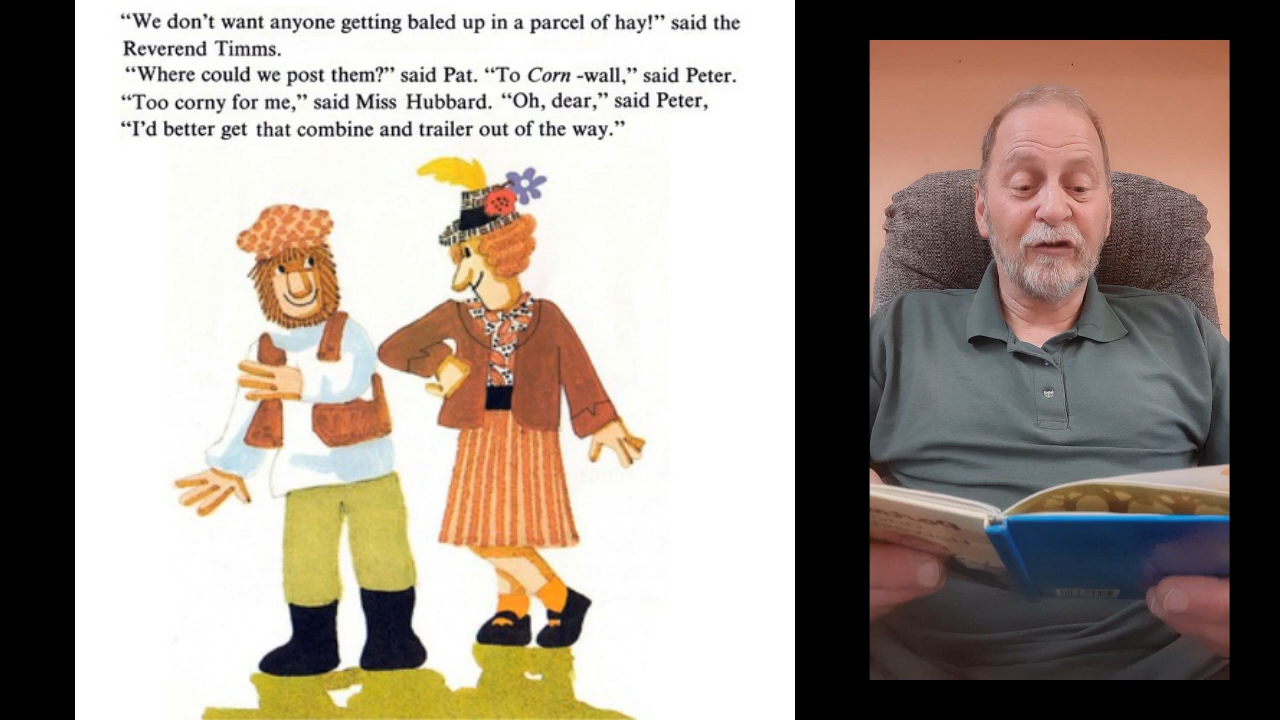 “We don’t want anyone getting baled up in a parcel of hay!” said the
Reverend Timms.
“Where could we post them?” said Pat. “To Corn -wall,” said Peter.
“Too corny for me,” said Miss Hubbard. “Oh, dear,” said Peter,
“I’d better get that combine and trailer out of the way.”